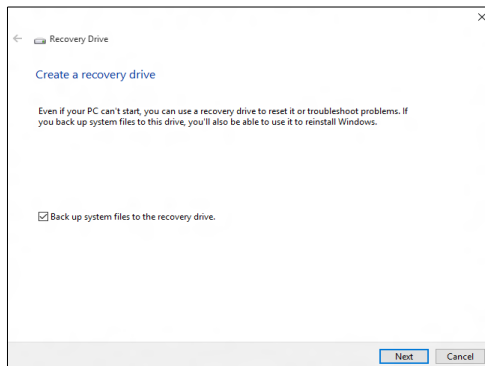 Recovery Drive
Create a recovery drive
Even if your PC can't start, you can use a recovery drive to reset it or troubleshoot problems. If
you back up system files to this drive, you'll also be able to use it to reinstall Windows.
Back up system files to the recovery drive.
Next Cancel